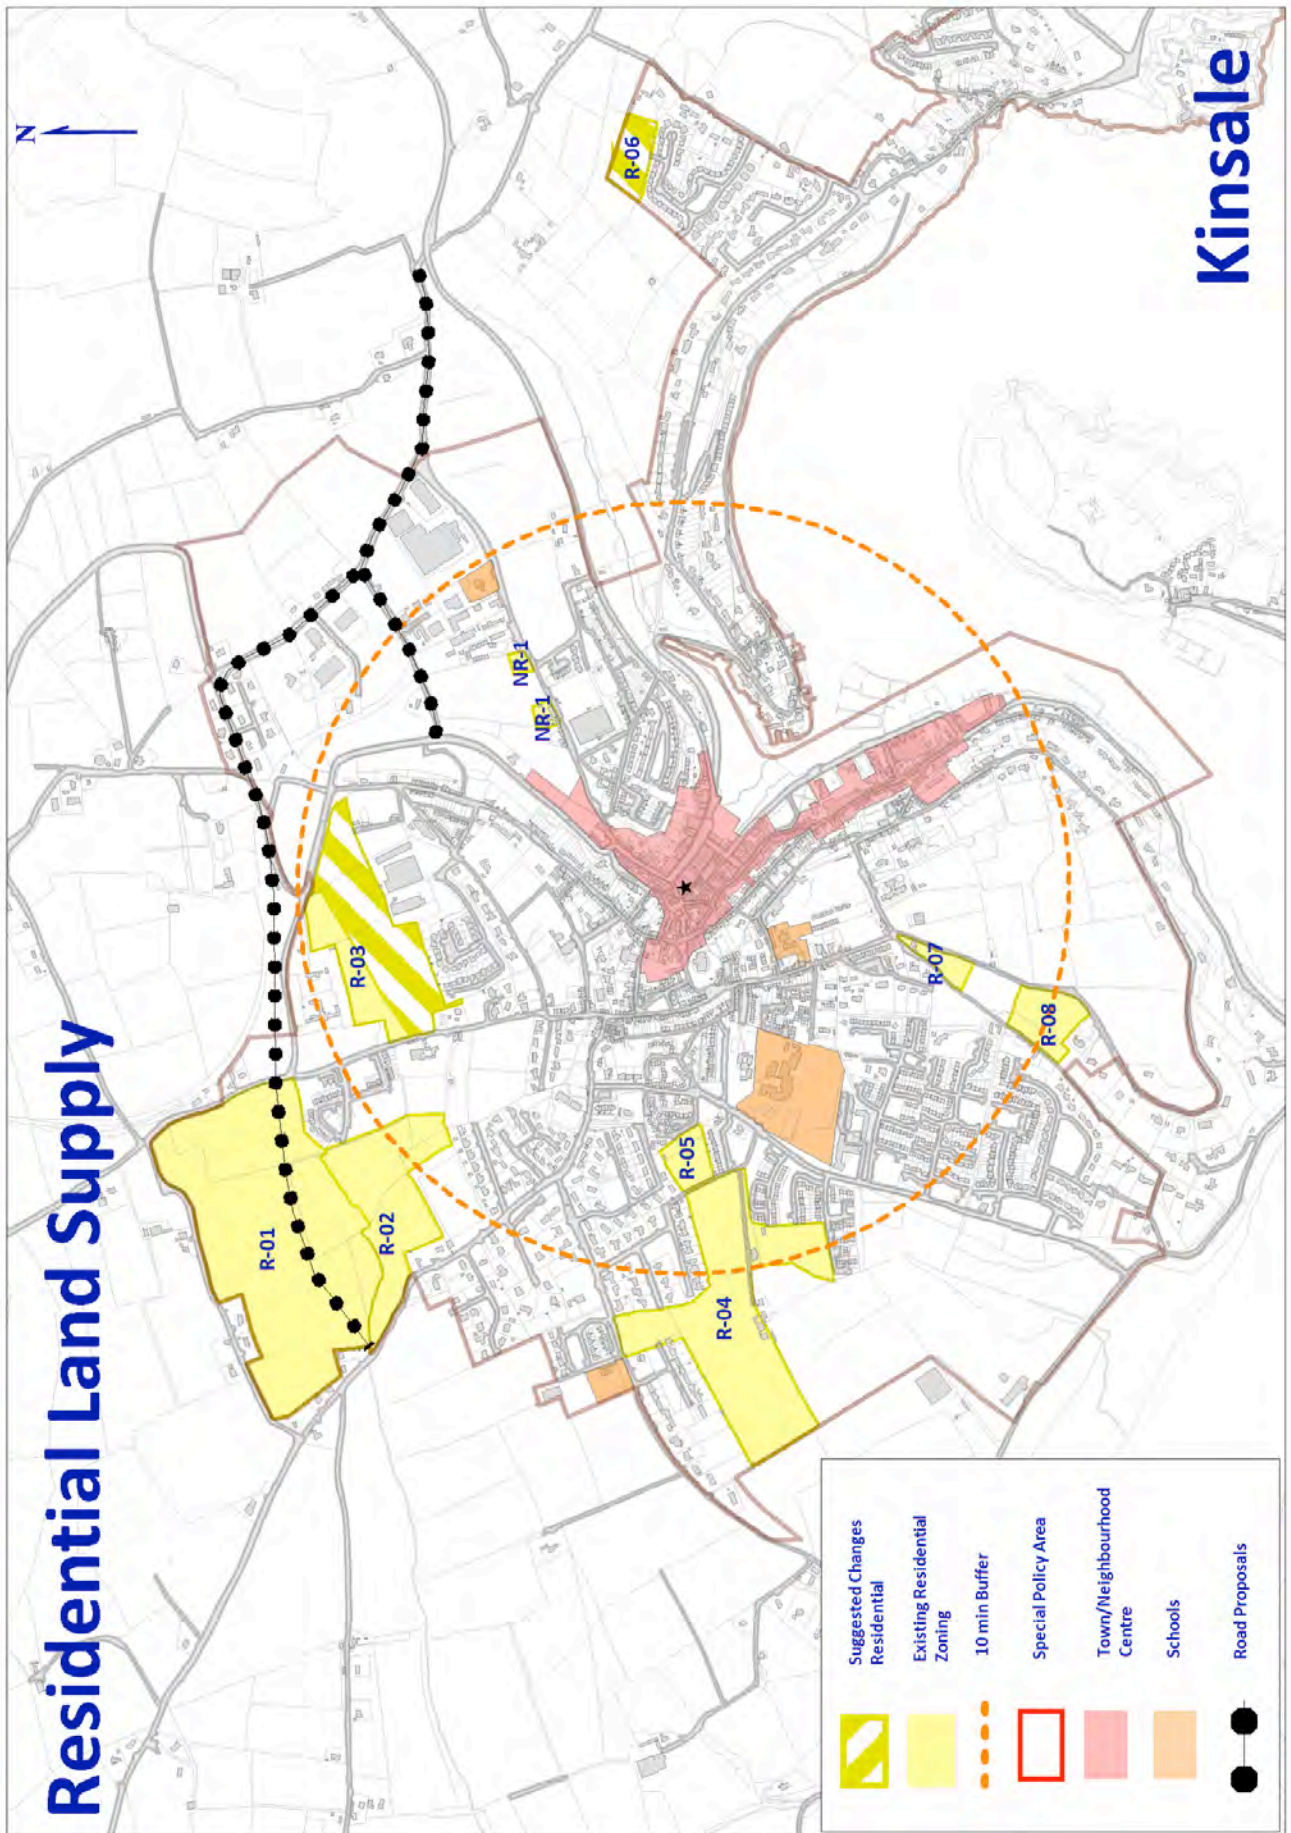 Residential Land Supply
N
R-01
R-02
R-03
R-04
R-05
R-06
R-07
R-08
NR-1
NR-1
Kinsale
Suggested Changes
Residential
Existing Residential
Zoning
10 min Buffer
Special Policy Area
Town/Neighbourhood
Centre
Schools
Road Proposals